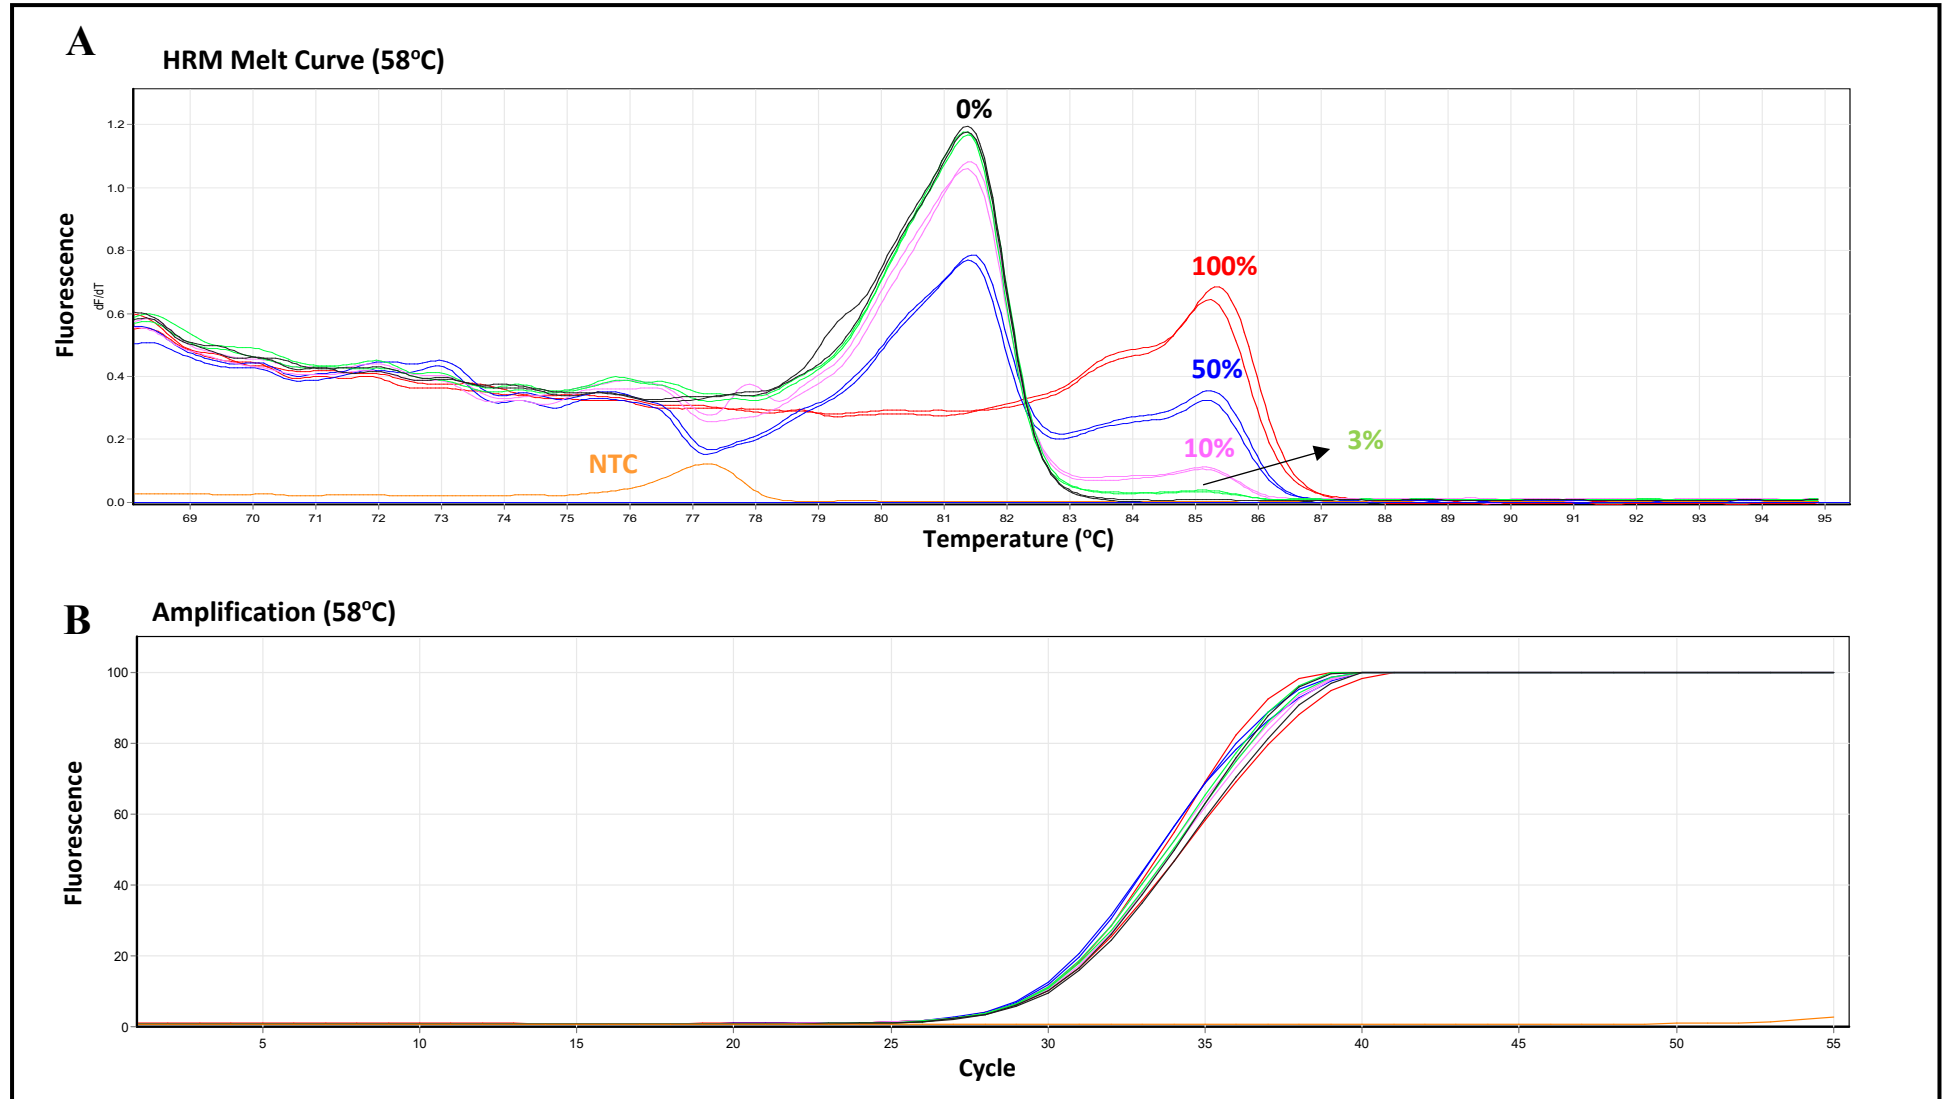 A
HRM Melt Curve (58°C)
0%
100%
50%
10%
3%
NTC
Fluorescence
dF/dT
1.2
1.0
0.8
0.6
0.4
0.2
0.0
69 70 71 72 73 74 75 76 77 78 79 80 81 82 83 84 85 86 87 88 89 90 91 92 93 94 95
Temperature (°C)
B
Amplification (58°C)
Fluorescence
100
80
60
40
20
0
5 10 15 20 25 30 35 40 45 50 55
Cycle